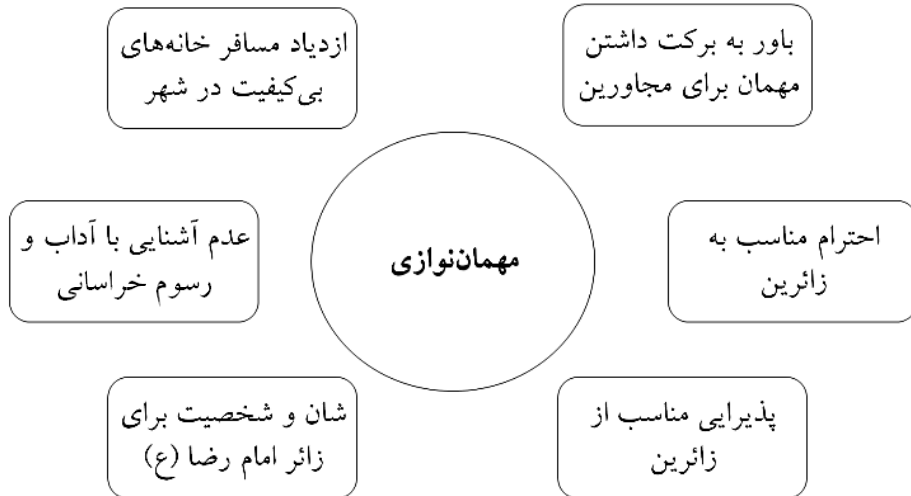 باور به برکت داشتن
مهمان برای مجاورین
ازدیاد مسافر خانه‌های
بی‌کیفیت در شهر
احترام مناسب به
زائرین
مهمان‌نوازی
عدم آشنایی با آداب و
رسوم خراسانی
پذیرایی مناسب از
زائرین
شان و شخصیت برای
زائر امام رضا (ع)